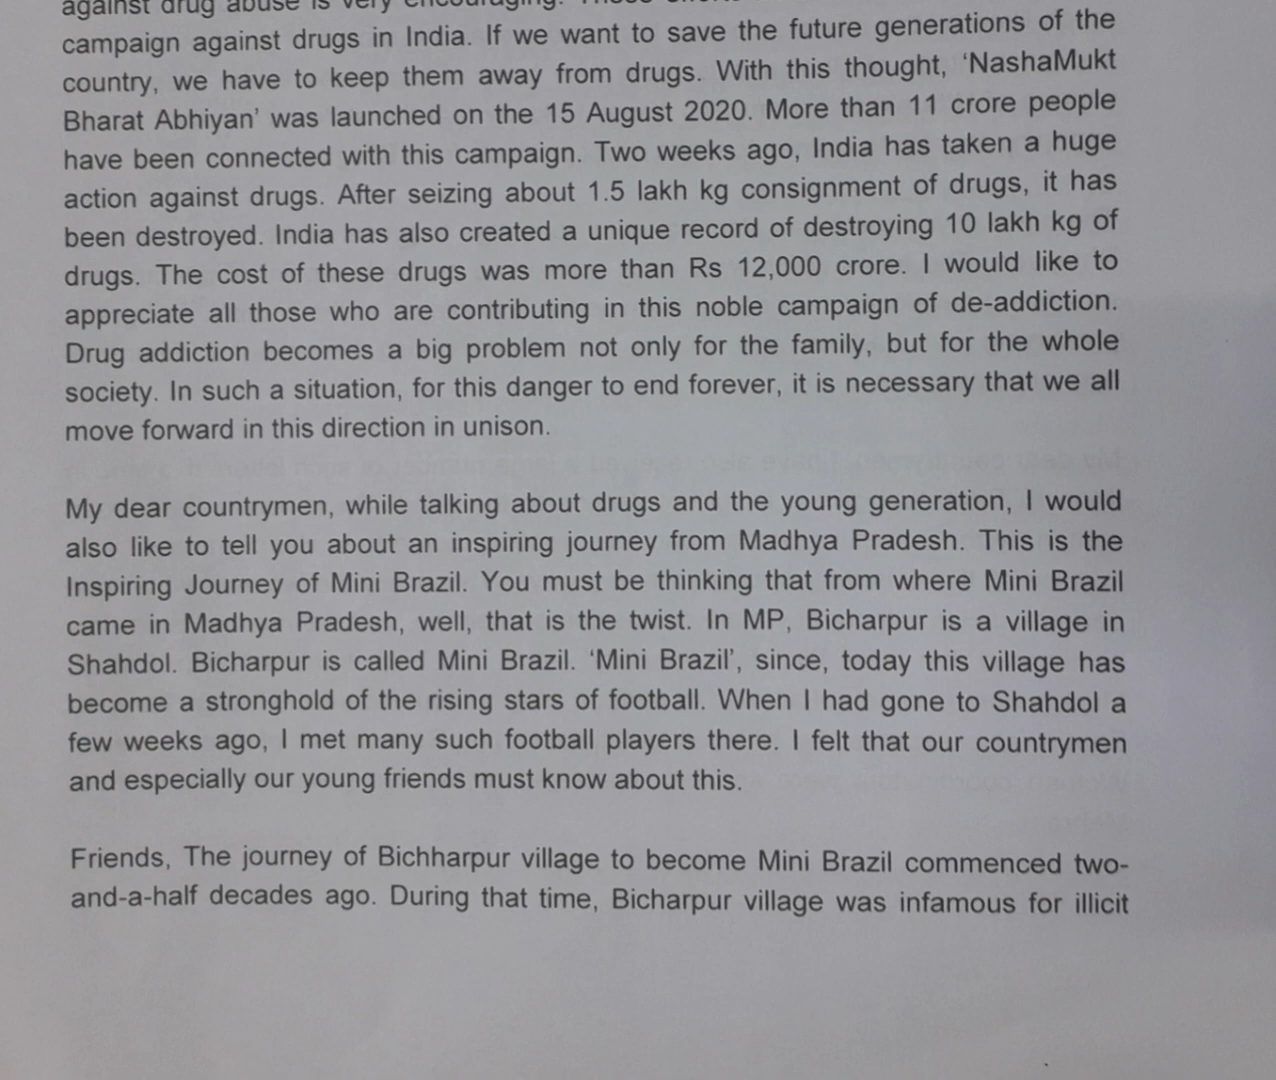 against drug abuse is very encouraging. These efforts
campaign against drugs in India. If we want to save the future generations of the
country, we have to keep them away from drugs. With this thought, 'NashaMukt
Bharat Abhiyan' was launched on the 15 August 2020. More than 11 crore people
have been connected with this campaign. Two weeks ago, India has taken a huge
action against drugs. After seizing about 1.5 lakh kg consignment of drugs, it has
been destroyed. India has also created a unique record of destroying 10 lakh kg of
drugs. The cost of these drugs was more than Rs 12,000 crore. I would like to
appreciate all those who are contributing in this noble campaign of de-addiction.
Drug addiction becomes a big problem not only for the family, but for the whole
society. In such a situation, for this danger to end forever, it is necessary that we all
move forward in this direction in unison.
My dear countrymen, while talking about drugs and the young generation, I would
also like to tell you about an inspiring journey from Madhya Pradesh. This is the
Inspiring Journey of Mini Brazil. You must be thinking that from where Mini Brazil
came in Madhya Pradesh, well, that is the twist. In MP, Bicharpur is a village in
Shahdol. Bicharpur is called Mini Brazil. 'Mini Brazil', since, today this village has
become a stronghold of the rising stars of football. When I had gone to Shahdol a
few weeks ago, I met many such football players there. I felt that our countrymen
and especially our young friends must know about this.
Friends, The journey of Bichharpur village to become Mini Brazil commenced two-
and-a-half decades ago. During that time, Bicharpur village was infamous for illicit